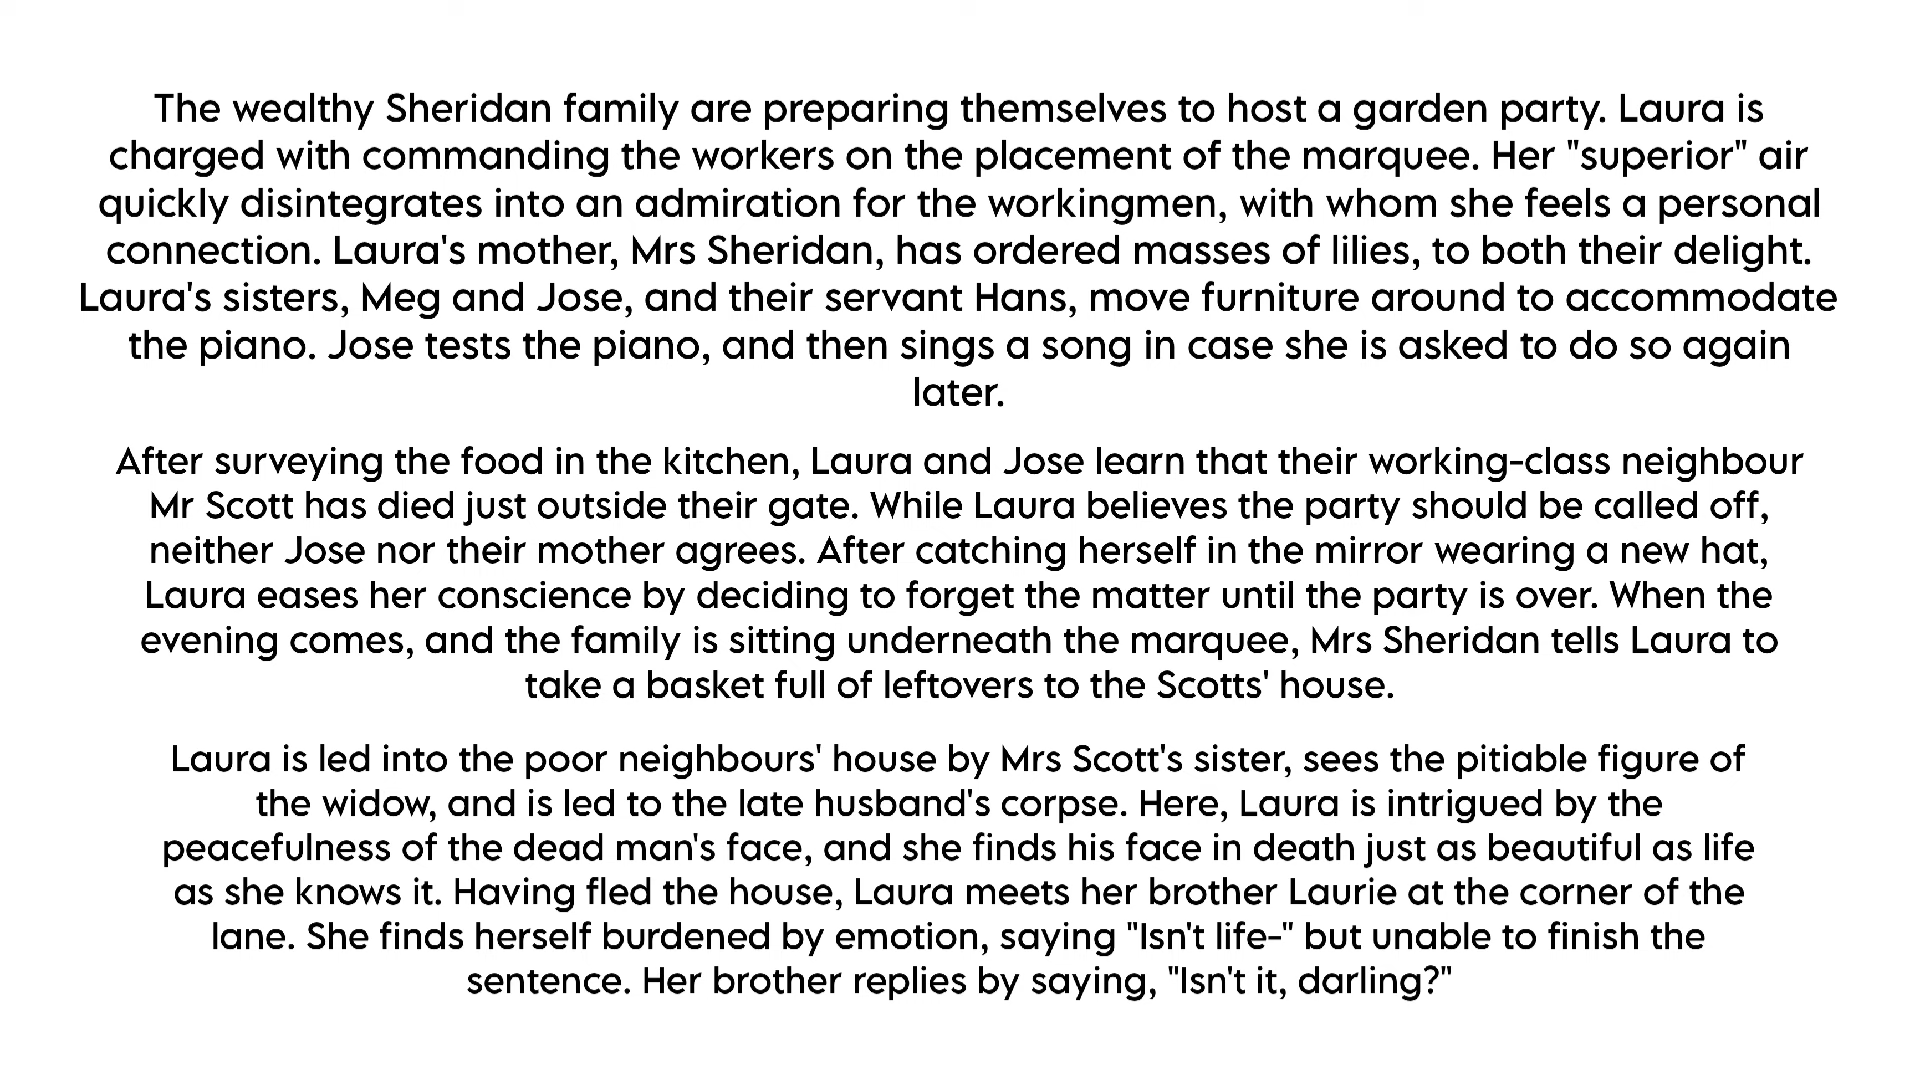 The wealthy Sheridan family are preparing themselves to host a garden party. Laura is
charged with commanding the workers on the placement of the marquee. Her "superior" air
quickly disintegrates into an admiration for the workingmen, with whom she feels a personal
connection. Laura's mother, Mrs Sheridan, has ordered masses of lilies, to both their delight.
Laura's sisters, Meg and Jose, and their servant Hans, move furniture around to accommodate
the piano. Jose tests the piano, and then sings a song in case she is asked to do so again
later.
After surveying the food in the kitchen, Laura and Jose learn that their working-class neighbour
Mr Scott has died just outside their gate. While Laura believes the party should be called off,
neither Jose nor their mother agrees. After catching herself in the mirror wearing a new hat,
Laura eases her conscience by deciding to forget the matter until the party is over. When the
evening comes, and the family is sitting underneath the marquee, Mrs Sheridan tells Laura to
take a basket full of leftovers to the Scotts' house.
Laura is led into the poor neighbours' house by Mrs Scott's sister, sees the pitiable figure of
the widow, and is led to the late husband's corpse. Here, Laura is intrigued by the
peacefulness of the dead man's face, and she finds his face in death just as beautiful as life
as she knows it. Having fled the house, Laura meets her brother Laurie at the corner of the
lane. She finds herself burdened by emotion, saying "Isn't life-" but unable to finish the
sentence. Her brother replies by saying, "Isn't it, darling?"